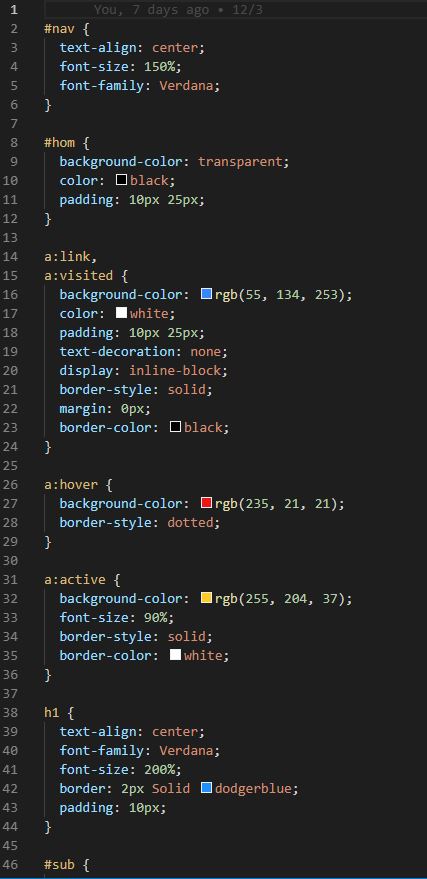 1 You, 7 days ago • 12/3
2 #nav {
3 text-align: center;
4 font-size: 150%;
5 font-family: Verdana;
6 }
7
8 #hom {
9 background-color: transparent;
10 color: black;
11 padding: 10px 25px;
12 }
13
14 a:link,
15 a:visited {
16 background-color: rgb(55, 134, 253);
17 color: white;
18 padding: 10px 25px;
19 text-decoration: none;
20 display: inline-block;
21 border-style: solid;
22 margin: 0px;
23 border-color: black;
24 }
25
26 a:hover {
27 background-color: rgb(235, 21, 21);
28 border-style: dotted;
29 }
30
31 a:active {
32 background-color: rgb(255, 204, 37);
33 font-size: 90%;
34 border-style: solid;
35 border-color: white;
36 }
37
38 h1 {
39 text-align: center;
40 font-family: Verdana;
41 font-size: 200%;
42 border: 2px Solid dodgerblue;
43 padding: 10px;
44 }
45
46 #sub {